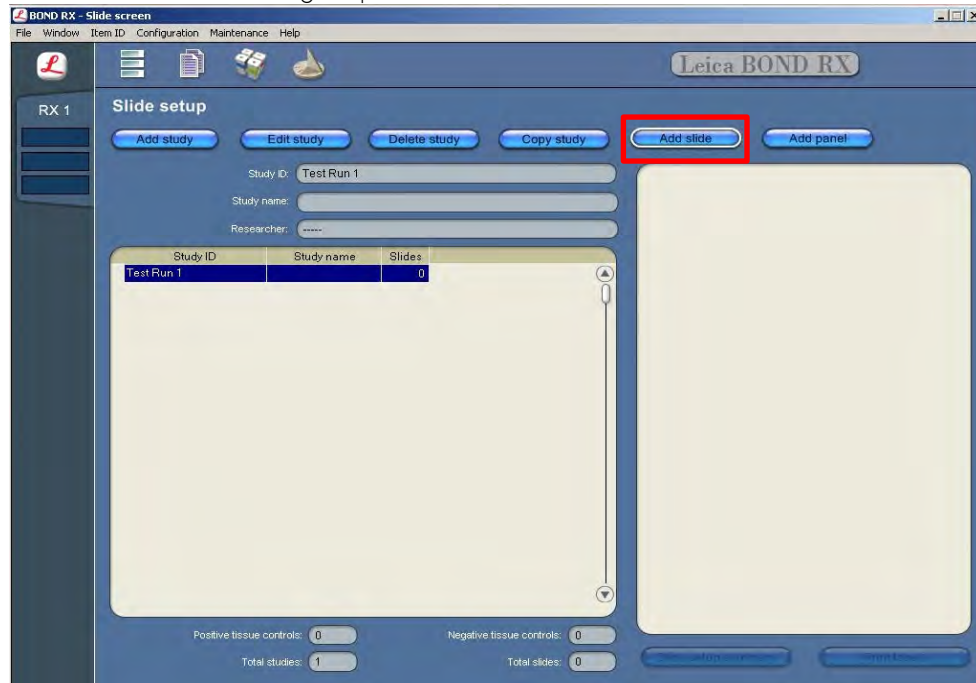 BOND RX - Slide screen
File Window Item ID Configuration Maintenance Help
Leica BOND RX
RX 1
Slide setup
Add study Edit study Delete study Copy study Add slide Add panel
Study ID: Test Run 1
Study name:
Researcher: -----
Study ID Study name Slides
Test Run 1 0
Positive tissue controls: 0 Negative tissue controls: 0
Total studies: 1 Total slides: 0